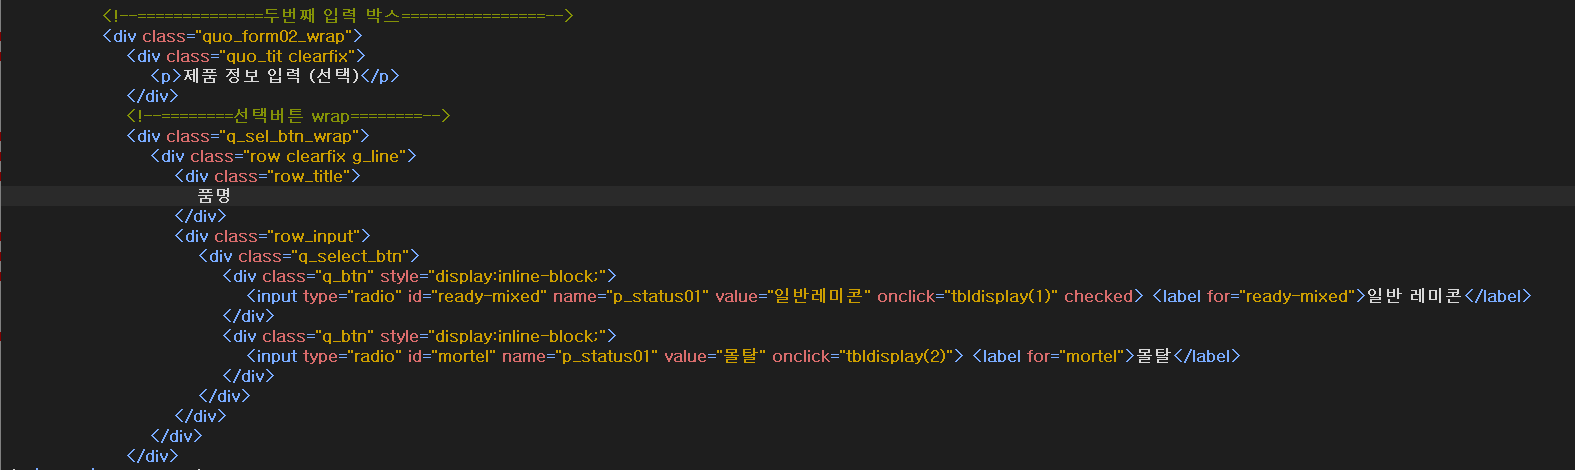 <!--==============두번째 입력 박스================-->
<div class="quo_form02_wrap">
<div class="quo_tit clearfix">
<p>제품 정보 입력 (선택)</p>
</div>
<!--========선택버튼 wrap========-->
<div class="q_sel_btn_wrap">
<div class="row clearfix g_line">
<div class="row_title">
품명
</div>
<div class="row_input">
<div class="q_select_btn">
<div class="q_btn" style="display:inline-block;">
<input type="radio" id="ready-mixed" name="p_status01" value="일반레미콘" onclick="tbldisplay(1)" checked> <label for="ready-mixed">일반 레미콘</label>
</div>
<div class="q_btn" style="display:inline-block;">
<input type="radio" id="mortel" name="p_status01" value="몰탈" onclick="tbldisplay(2)"> <label for="mortel">몰탈</label>
</div>
</div>
</div>
</div>
</div>